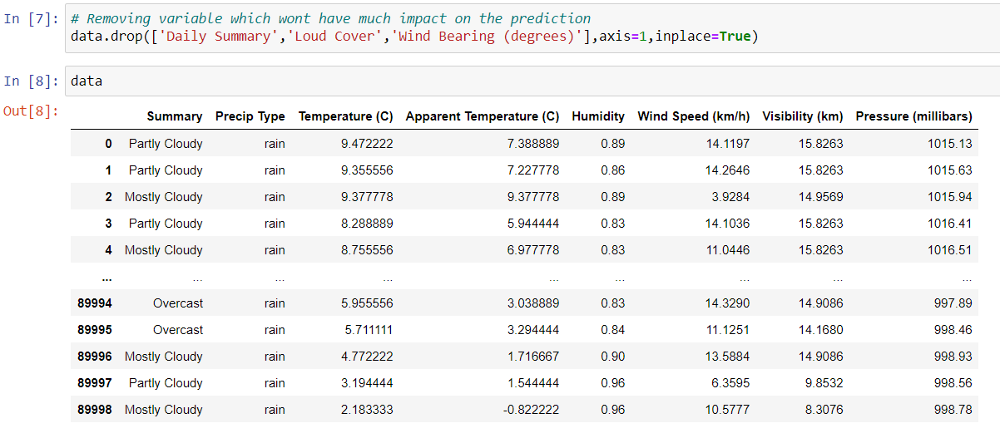 In [7]: # Removing variable which wont have much impact on the prediction
data.drop(['Daily Summary','Loud Cover','Wind Bearing (degrees)'],axis=1,inplace=True)
In [8]: data
Out[8]:
Summary Precip Type Temperature (C) Apparent Temperature (C) Humidity Wind Speed (km/h) Visibility (km) Pressure (millibars)
0 Partly Cloudy rain 9.472222 7.388889 0.89 14.1197 15.8263 1015.13
1 Partly Cloudy rain 9.355556 7.227778 0.86 14.2646 15.8263 1015.63
2 Mostly Cloudy rain 9.377778 9.377778 0.89 3.9284 14.9569 1015.94
3 Partly Cloudy rain 8.288889 5.944444 0.83 14.1036 15.8263 1016.41
4 Mostly Cloudy rain 8.755556 6.977778 0.83 11.0446 15.8263 1016.51
... ... ... ... ... ... ... ... ...
89994 Overcast rain 5.955556 3.038889 0.83 14.3290 14.9086 997.89
89995 Overcast rain 5.711111 3.294444 0.84 11.1251 14.1680 998.46
89996 Mostly Cloudy rain 4.772222 1.716667 0.90 13.5884 14.9086 998.93
89997 Partly Cloudy rain 3.194444 1.544444 0.96 6.3595 9.8532 998.56
89998 Mostly Cloudy rain 2.183333 -0.822222 0.96 10.5777 8.3076 998.78